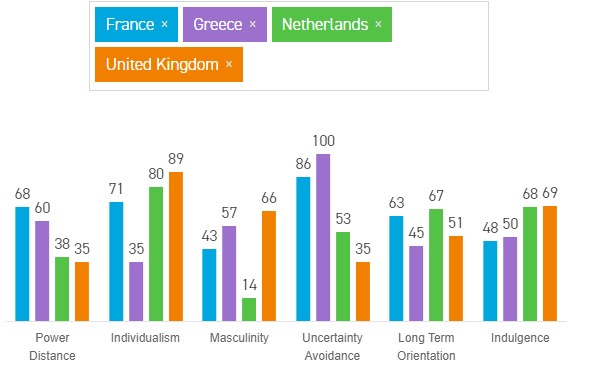 France × Greece × Netherlands ×
United Kingdom ×
68 60 38 35
71 35 80 89
43 57 14 66
86 100 53 35
63 45 67 51
48 50 68 69
Power
Distance
Individualism
Masculinity
Uncertainty
Avoidance
Long Term
Orientation
Indulgence